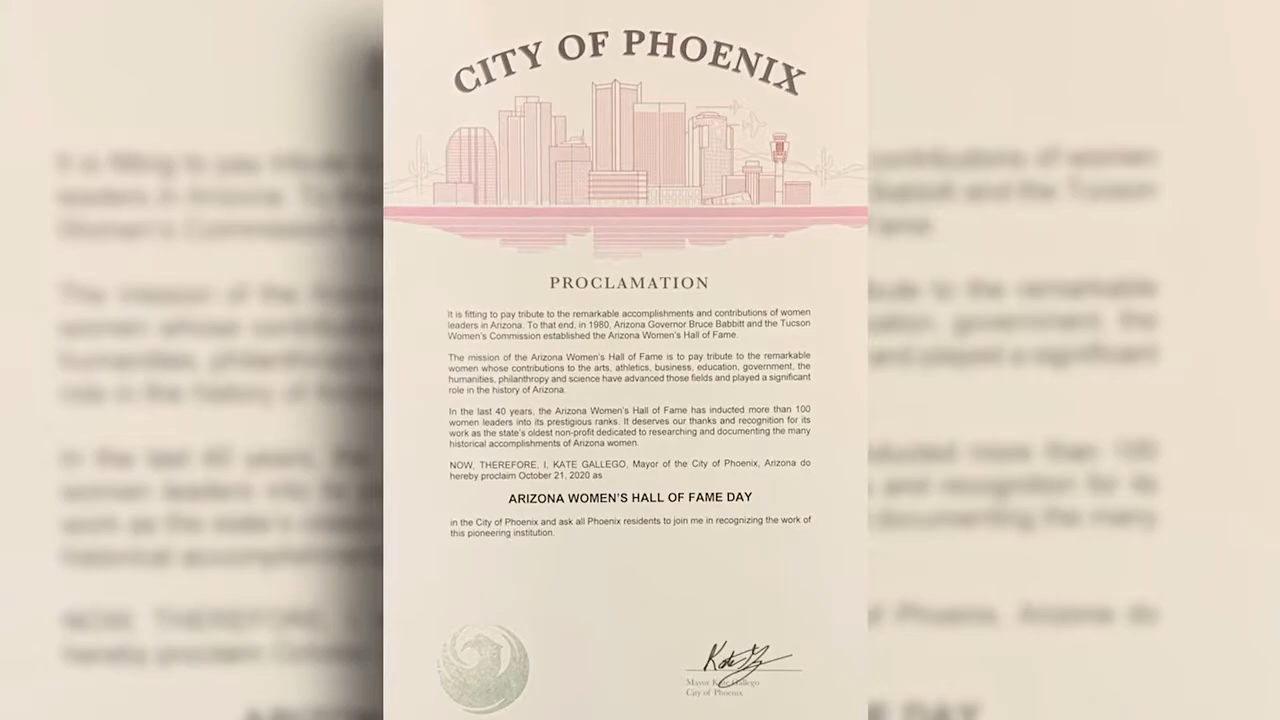 CITY OF PHOENIX
PROCLAMATION
It is fitting to pay tribute to the remarkable accomplishments and contributions of women
leaders in Arizona. To that end, in 1980, Arizona Governor Bruce Babbitt and the Tucson
Women's Commission established the Arizona Women's Hall of Fame.
The mission of the Arizona Women's Hall of Fame is to pay tribute to the remarkable
women whose contributions to the arts, athletics, business, education, government, the
humanities, philanthropy and science have advanced those fields and played a significant
role in the history of Arizona.
In the last 40 years, the Arizona Women's Hall of Fame has inducted more than 100
women leaders into its prestigious ranks. It deserves our thanks and recognition for its
work as the state's oldest non-profit dedicated to researching and documenting the many
historical accomplishments of Arizona women.
NOW, THEREFORE, I, KATE GALLEGO, Mayor of the City of Phoenix, Arizona do
hereby proclaim October 21, 2020 as
ARIZONA WOMEN'S HALL OF FAME DAY
in the City of Phoenix and ask all Phoenix residents to join me in recognizing the work of
this pioneering institution.
Mayor Kate Gallego
City of Phoenix